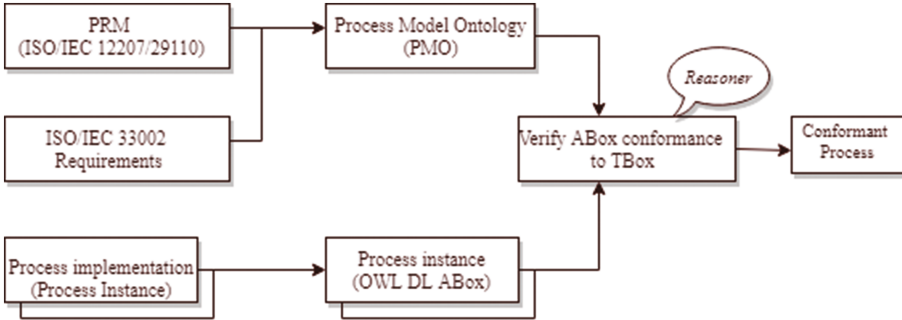 PRM
(ISO/IEC 12207/29110)
Process Model Ontology
(PMO)
Reasoner
ISO/IEC 33002
Requirements
Verify ABox conformance
to TBox
Conformant
Process
Process implementation
(Process Instance)
Process instance
(OWL DL ABox)